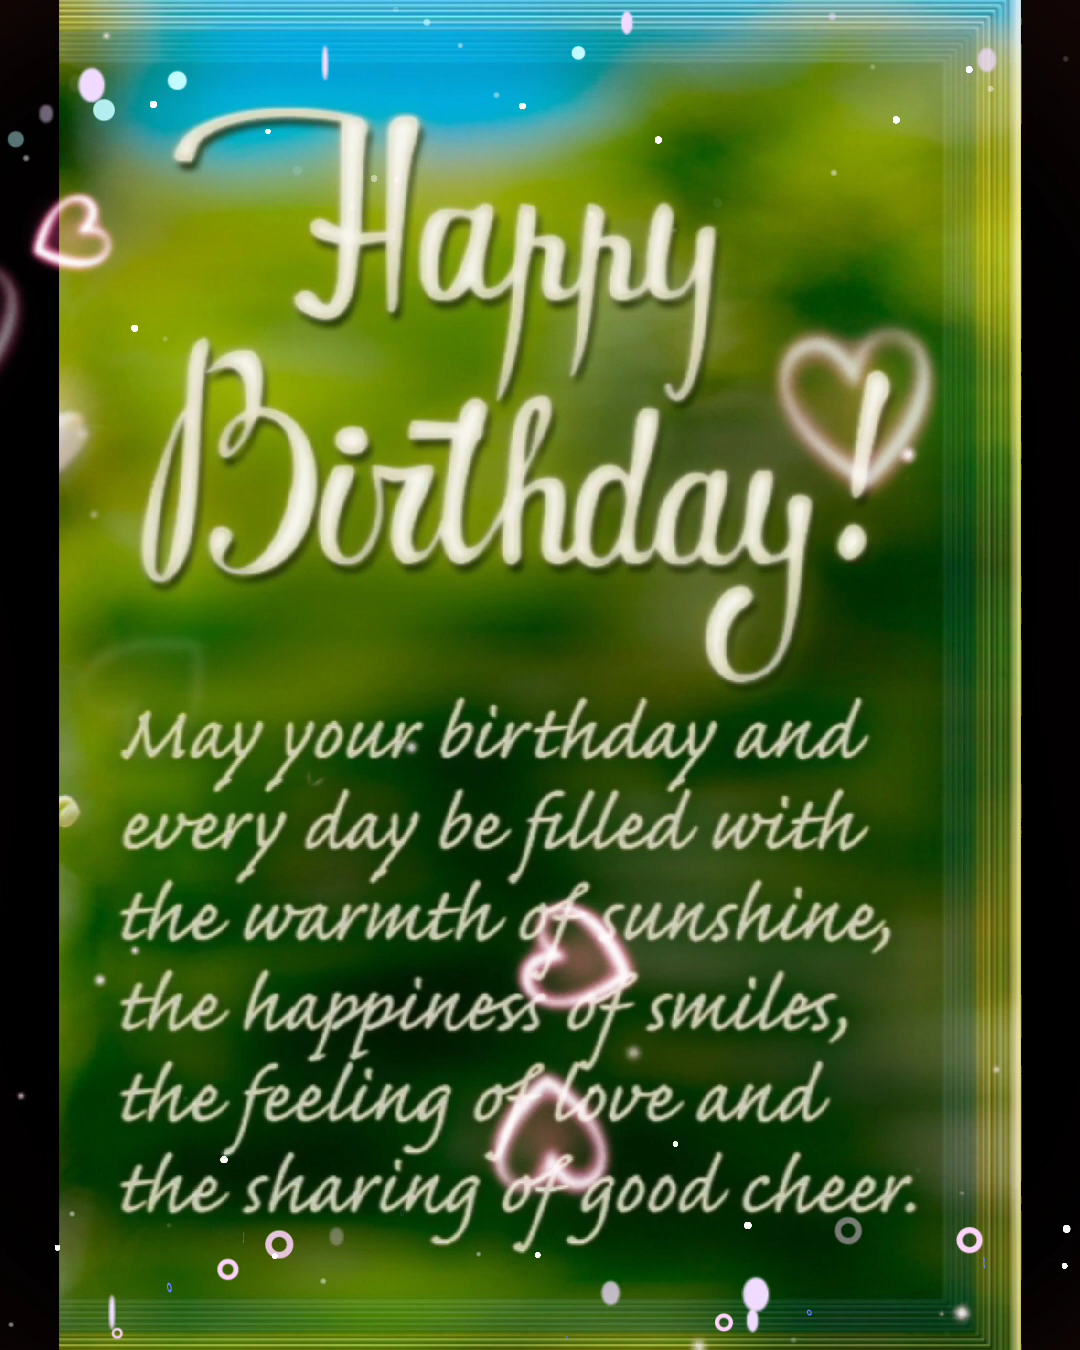 Happy
Birthday!
May your birthday and
every day be filled with
the warmth of sunshine,
the happiness of smiles,
the feeling of love and
the sharing of good cheer.